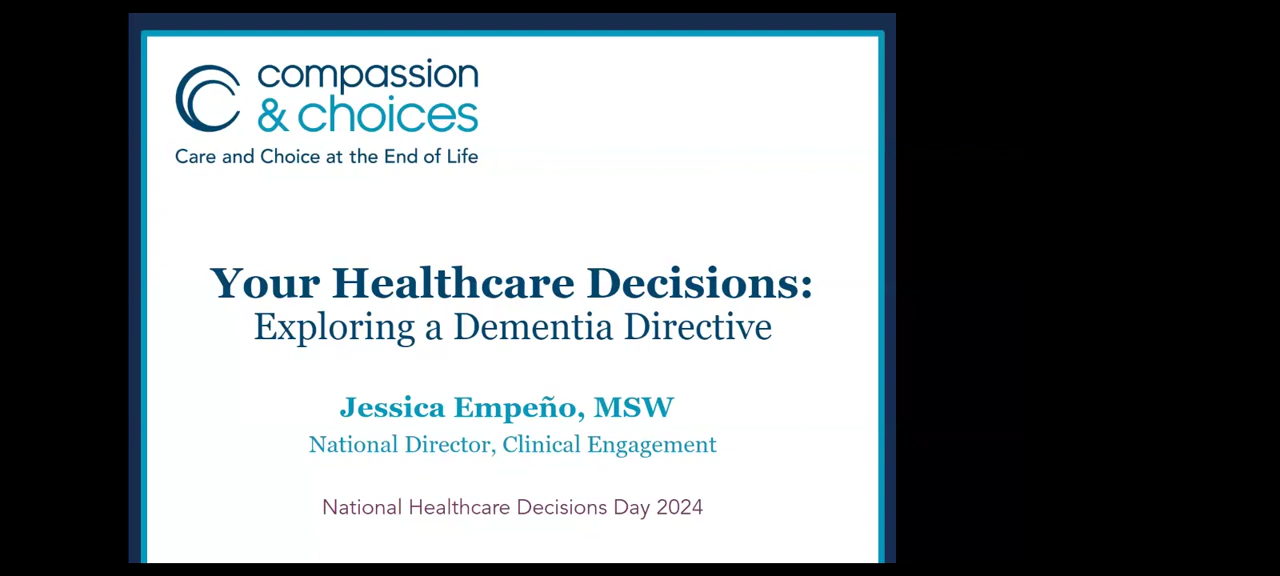 compassion
& choices
Care and Choice at the End of Life
Your Healthcare Decisions:
Exploring a Dementia Directive
Jessica Empeño, MSW
National Director, Clinical Engagement
National Healthcare Decisions Day 2024